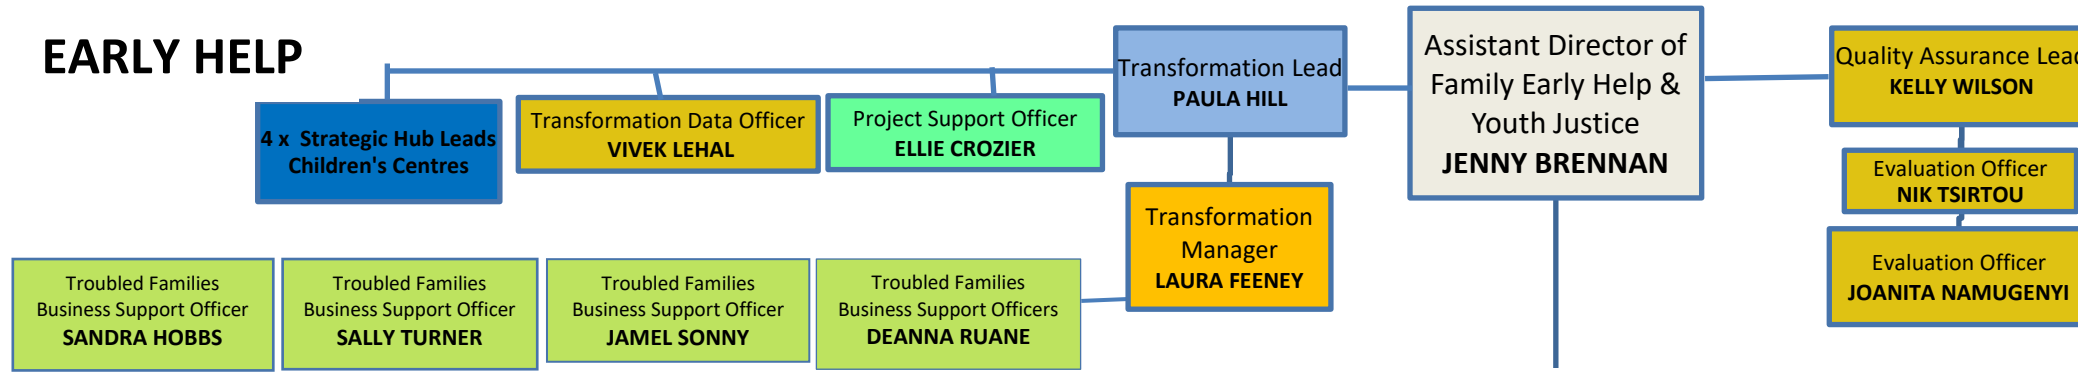 EARLY HELP
4 x  Strategic Hub Leads
Children's Centres
Transformation Data Officer
VIVEK LEHAL
Project Support Officer
ELLIE CROZIER
Transformation Lead
PAULA HILL
Assistant Director of
Family Early Help &
Youth Justice
JENNY BRENNAN
Quality Assurance Lead
KELLY WILSON
Evaluation Officer
NIK TSIRTOU
Evaluation Officer
JOANITA NAMUGENYI
Transformation
Manager
LAURA FEENEY
Troubled Families
Business Support Officer
SANDRA HOBBS
Troubled Families
Business Support Officer
SALLY TURNER
Troubled Families
Business Support Officer
JAMEL SONNY
Troubled Families
Business Support Officers
DEANNA RUANE